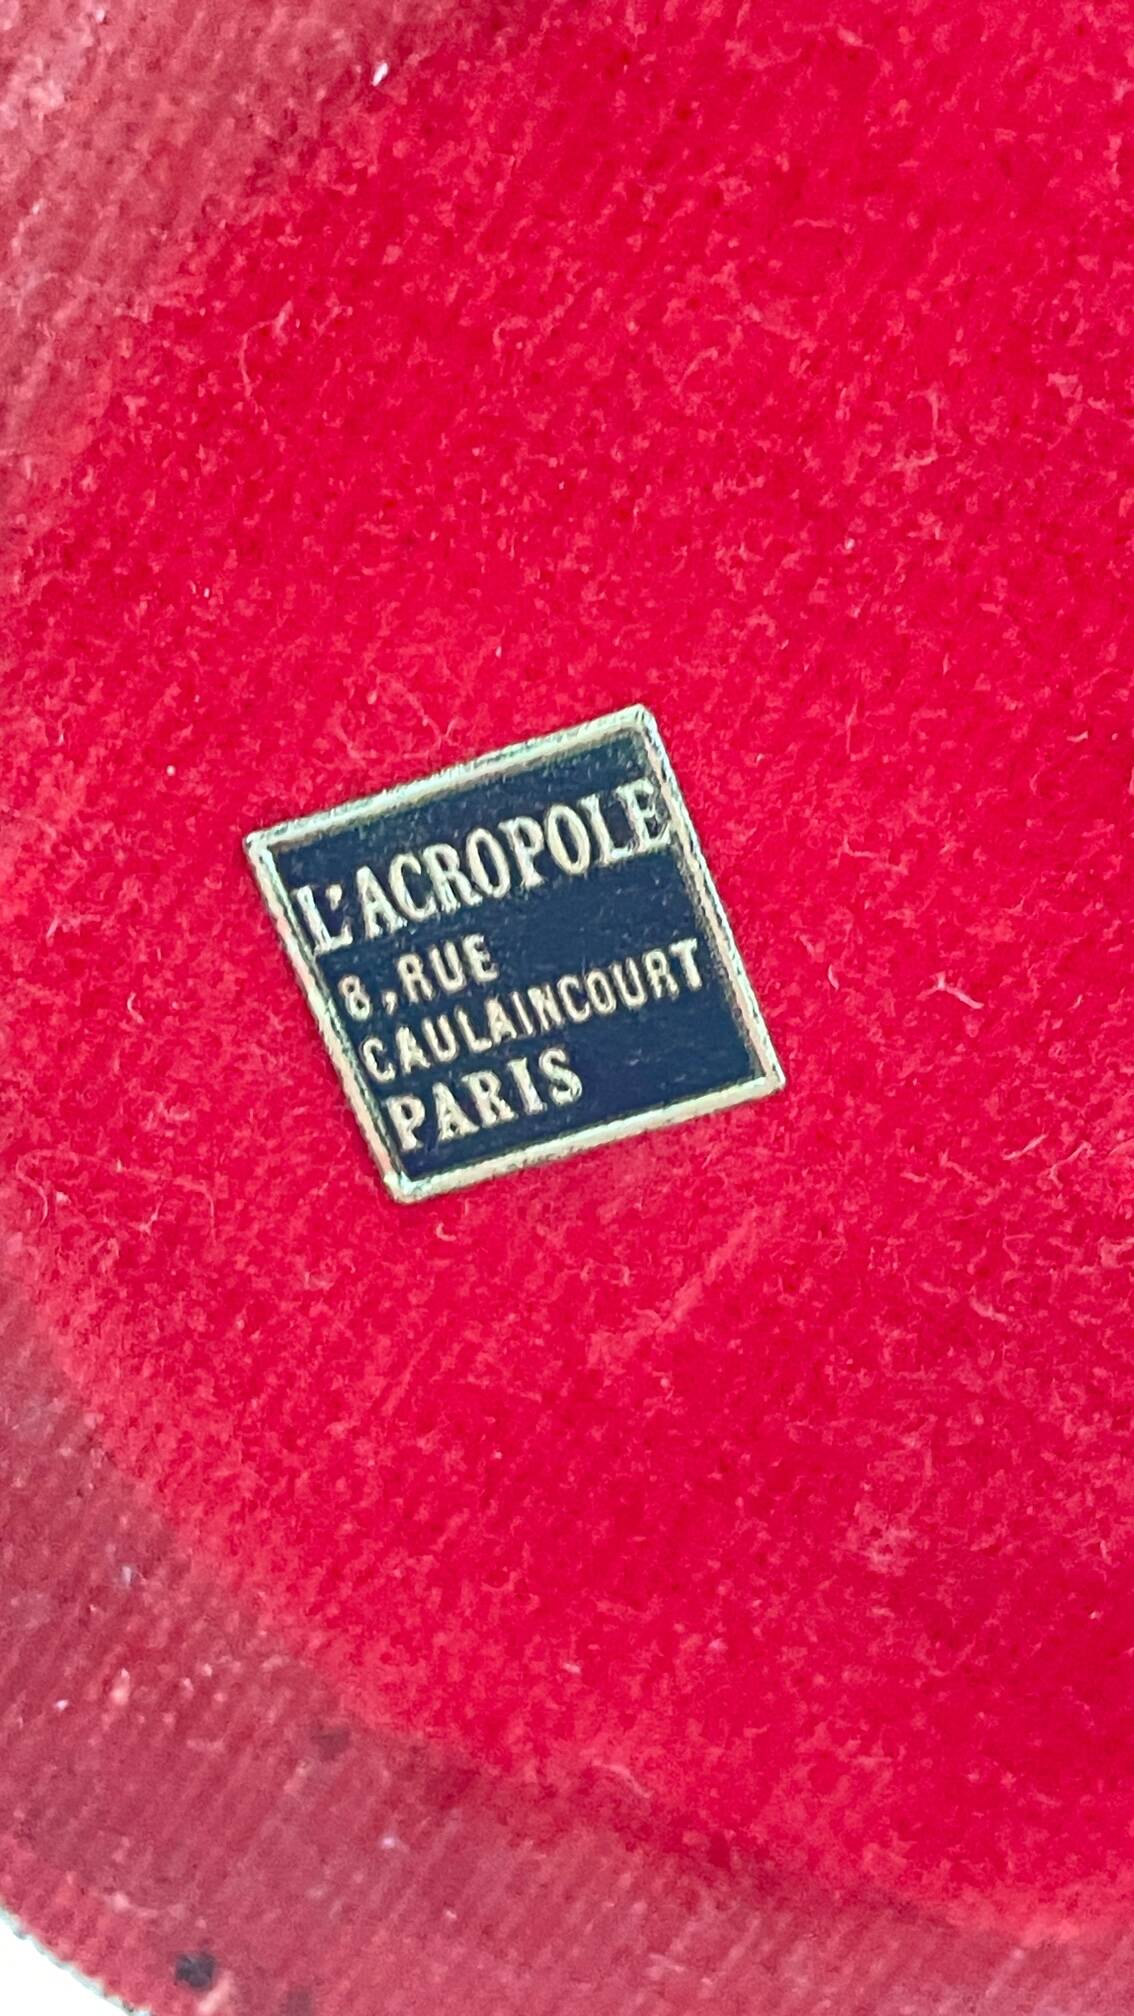 L'ACROPOLE
8, RUE
CAULAINCOURT
PARIS